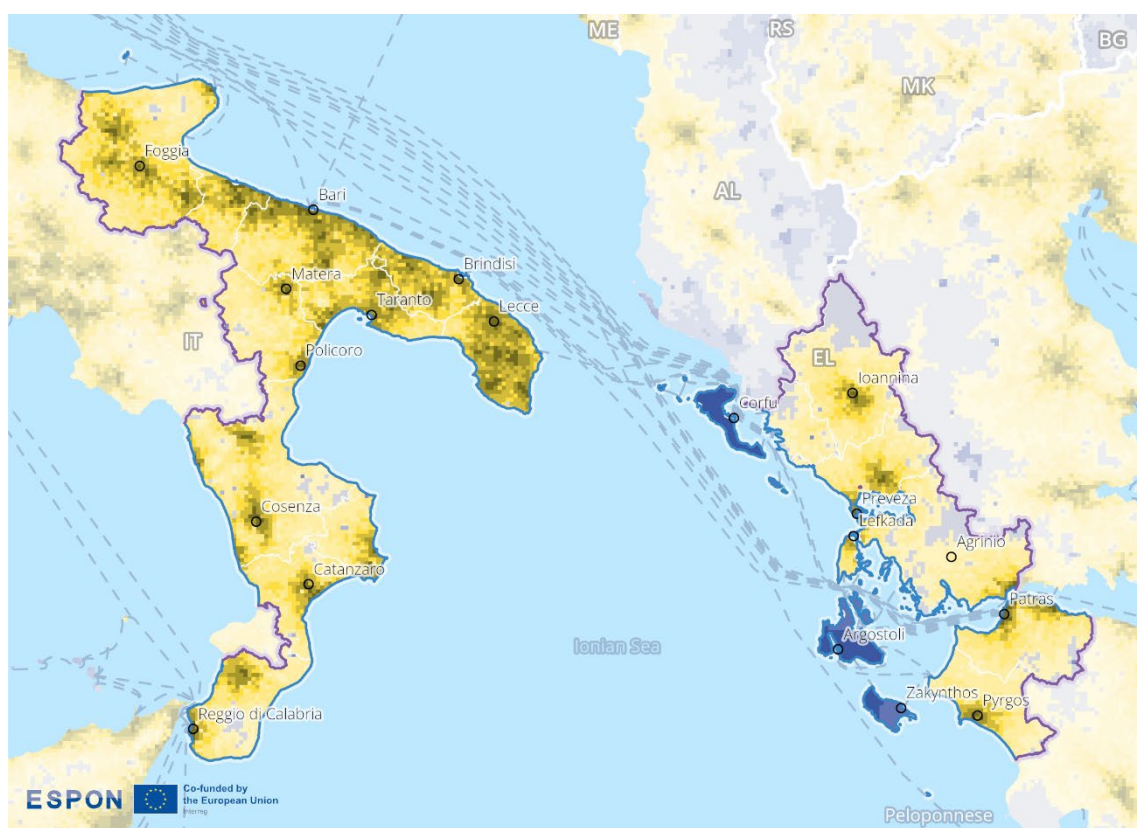 ME
RS
BG
MK
AL
IT
EL
Foggia
Bari
Matera
Brindisi
Taranto
Lecce
Policoro
Cosenza
Catanzaro
Reggio di Calabria
Corfu
Ioannina
Preveza
Lefkada
Agrinio
Patras
Argostoli
Ionian Sea
Zakynthos
Pyrgos
Peloponnese
ESPON
Co-funded by
the European Union
Interreg